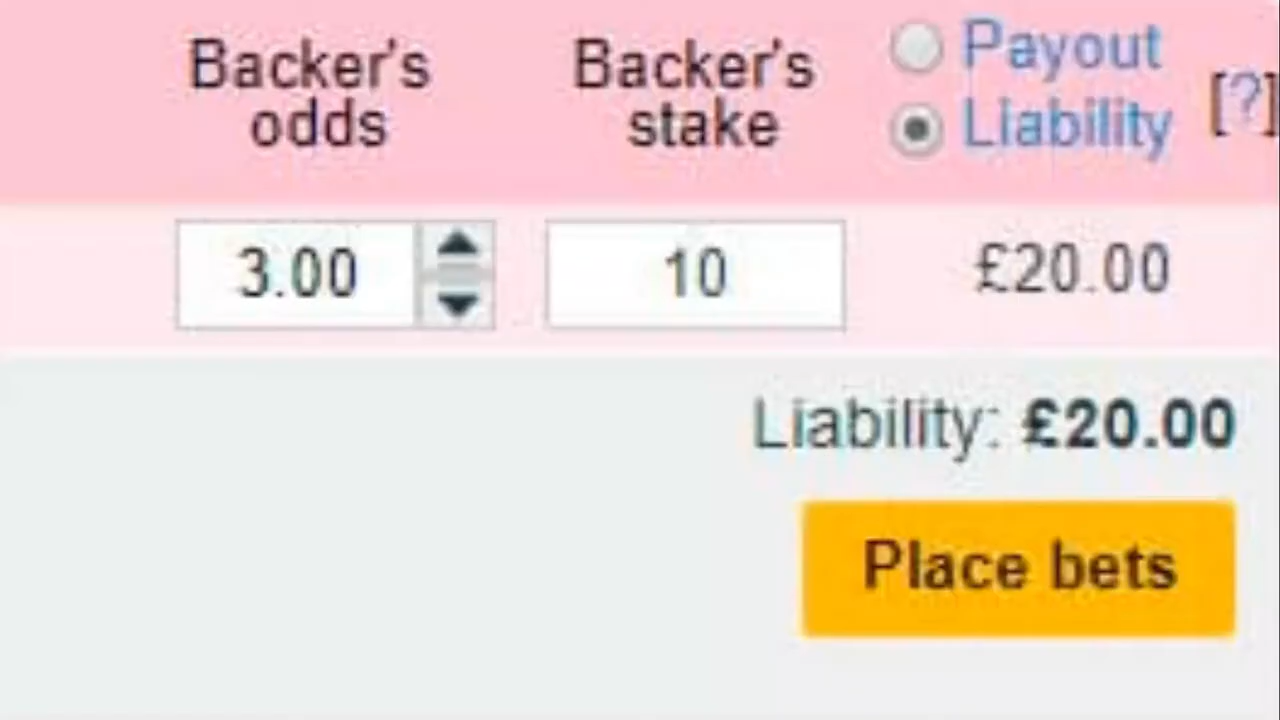 Backer's
odds
Backer's
stake
Payout
Liability
[?]
3.00
10
£20.00
Liability: £20.00
Place bets